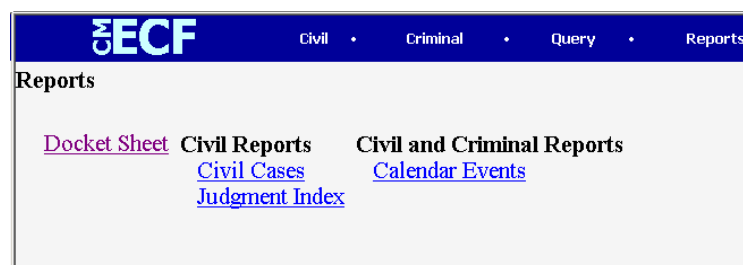 CM ECF Civil • Criminal • Query • Reports
Reports
Docket Sheet Civil Reports Civil and Criminal Reports
Civil Cases Calendar Events
Judgment Index